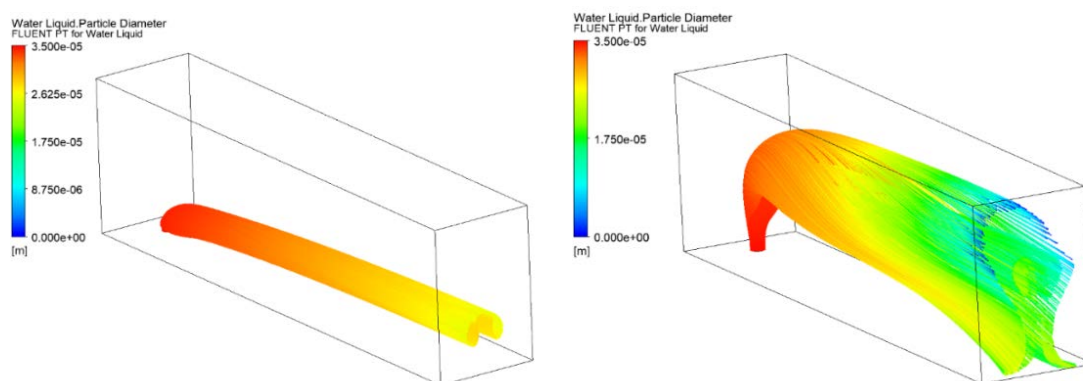 Water Liquid.Particle Diameter
FLUENT PT for Water Liquid
3.500e-05
2.625e-05
1.750e-05
8.750e-06
0.000e+00
[m]
Water Liquid.Particle Diameter
FLUENT PT for Water Liquid
3.500e-05
1.750e-05
0.000e+00
[m]